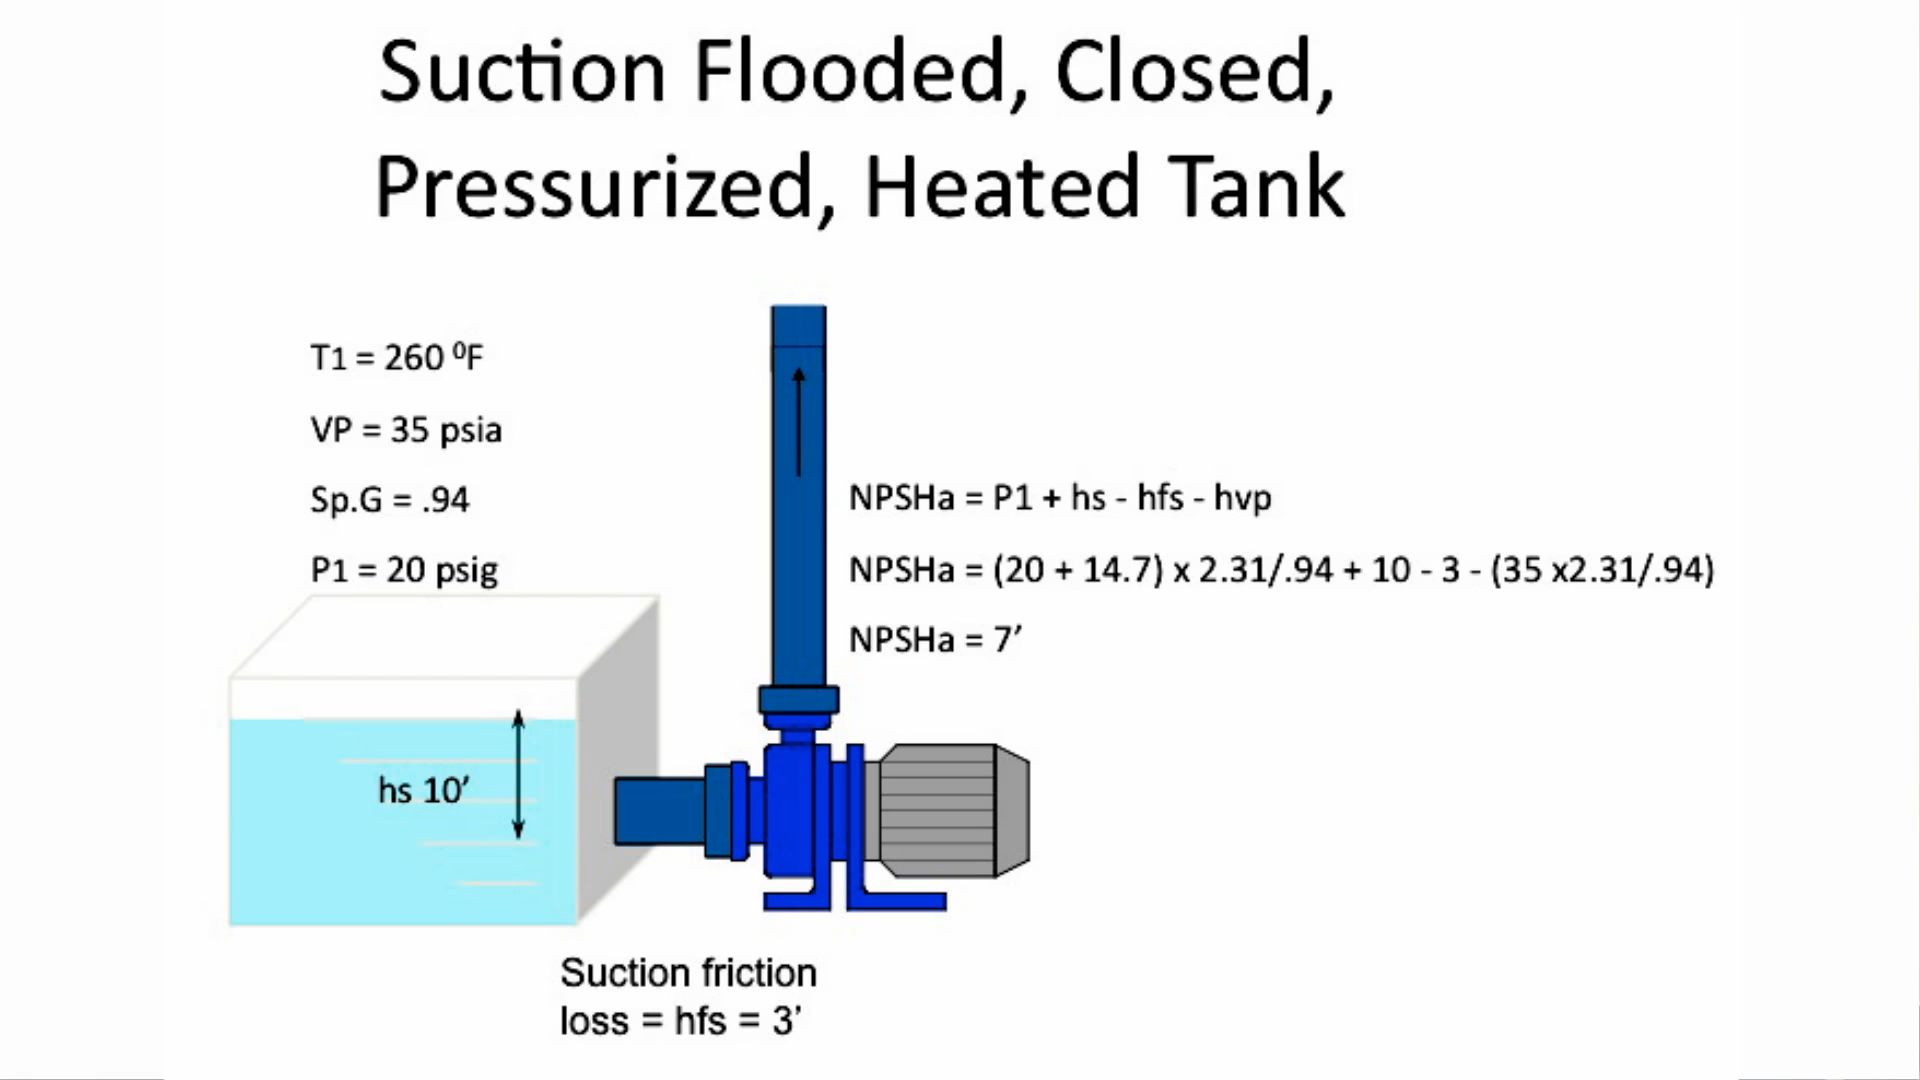 Suction Flooded, Closed,
Pressurized, Heated Tank
T1 = 260 ⁰F
VP = 35 psia
Sp.G = .94
P1 = 20 psig
NPSHa = P1 + hs - hfs - hvp
NPSHa = (20 + 14.7) x 2.31/.94 + 10 - 3 - (35 x2.31/.94)
NPSHa = 7’
hs 10’
Suction friction
loss = hfs = 3’